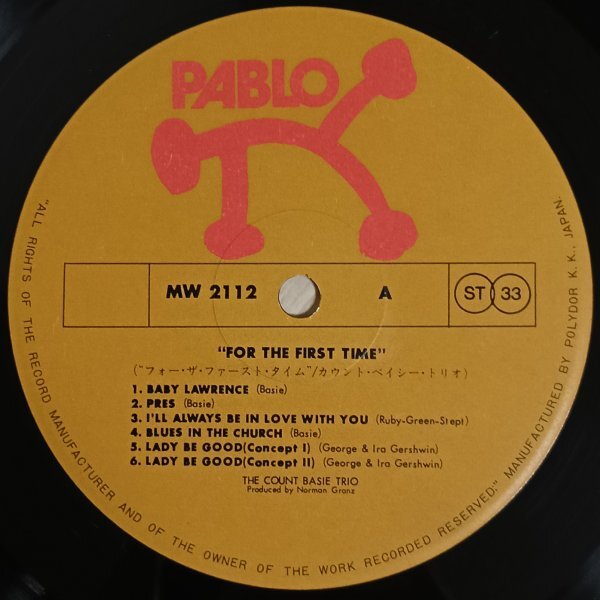 PABLO
MW 2112 A ST 33
"FOR THE FIRST TIME"
("フォー・ザ・ファースト・タイム"/カウント・ベイシー・トリオ)
1. BABY LAWRENCE (Basie)
2. PRES (Basie)
3. I'LL ALWAYS BE IN LOVE WITH YOU (Ruby-Green-Stept)
4. BLUES IN THE CHURCH (Basie)
5. LADY BE GOOD(Concept I) (George & Ira Gershwin)
6. LADY BE GOOD(Concept II) (George & Ira Gershwin)
THE COUNT BASIE TRIO
Produced by Norman Granz
"ALL RIGHTS OF THE RECORD MANUFACTURER AND OF THE OWNER OF THE WORK RECORDED RESERVED." MANUFACTURED BY POLYDOR K. K., JAPAN.